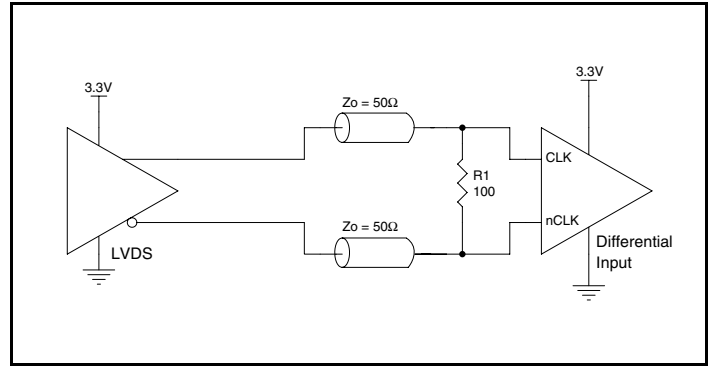 3.3V
LVDS
Zo = 50Ω
Zo = 50Ω
R1
100
3.3V
CLK
nCLK
Differential
Input